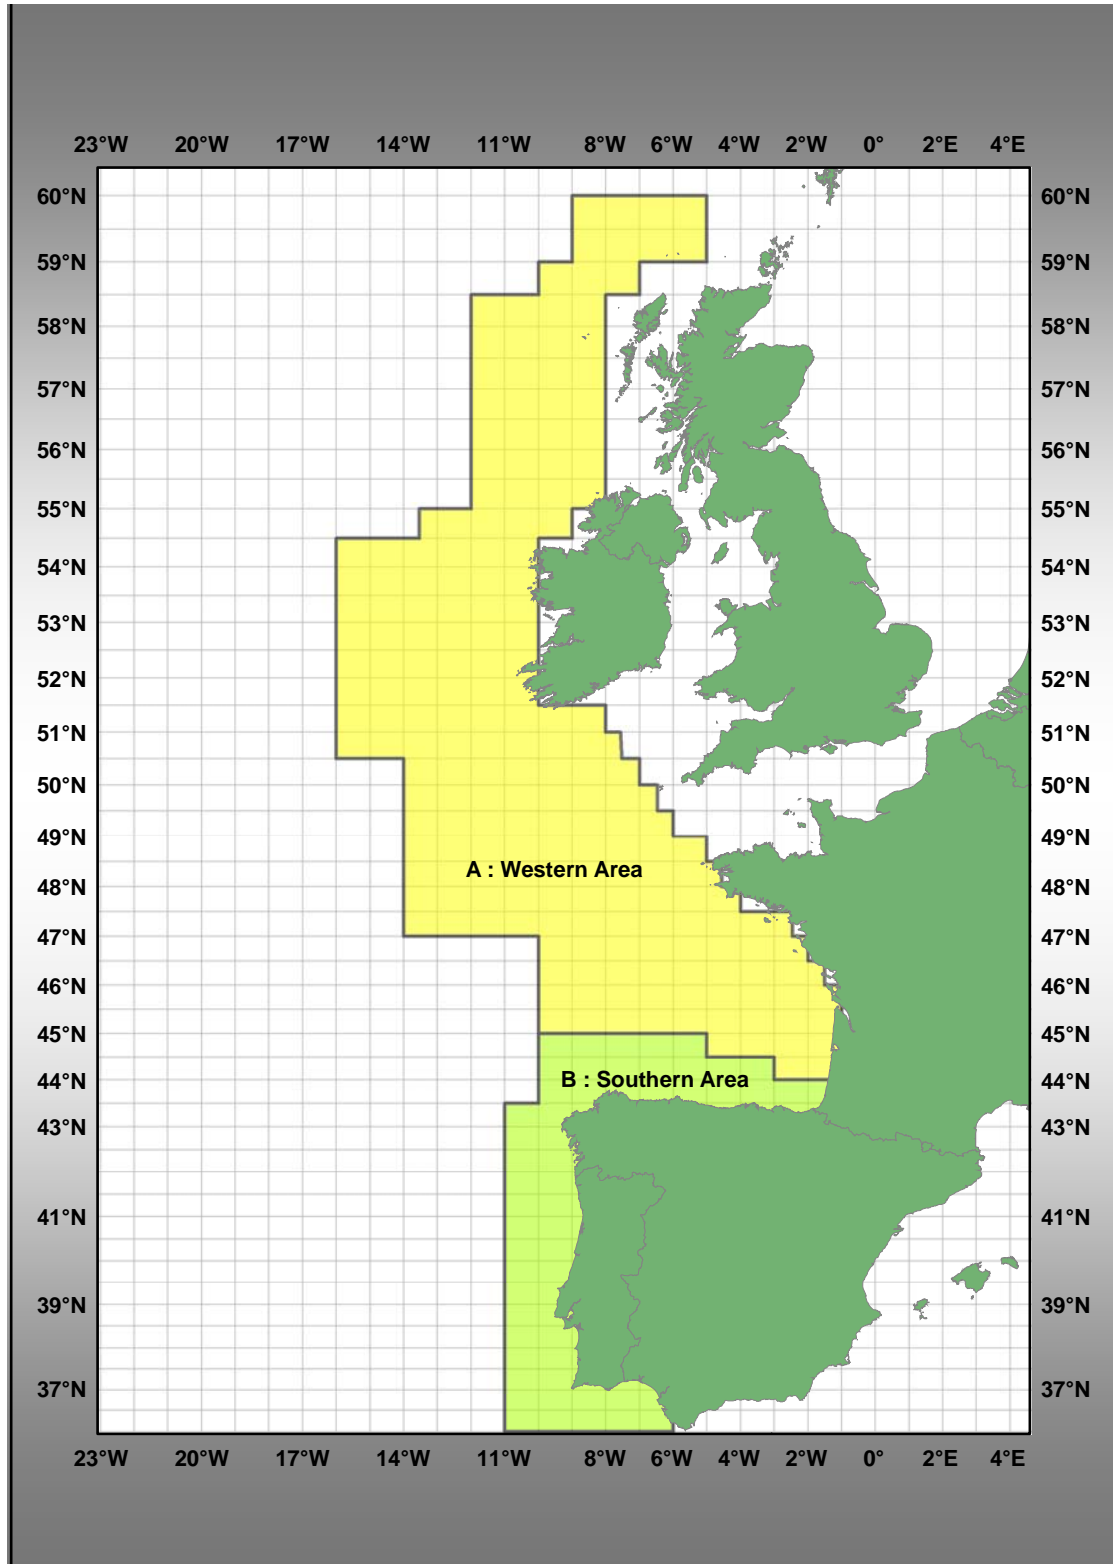 23°W 20°W 17°W 14°W 11°W 8°W 6°W 4°W 2°W 0° 2°E 4°E
60°N 60°N
59°N 59°N
58°N 58°N
57°N 57°N
56°N 56°N
55°N 55°N
54°N 54°N
53°N 53°N
52°N 52°N
51°N 51°N
50°N 50°N
49°N 49°N
A : Western Area
48°N 48°N
47°N 47°N
46°N 46°N
45°N 45°N
44°N B : Southern Area 44°N
43°N 43°N
41°N 41°N
39°N 39°N
37°N 37°N
23°W 20°W 17°W 14°W 11°W 8°W 6°W 4°W 2°W 0° 2°E 4°E